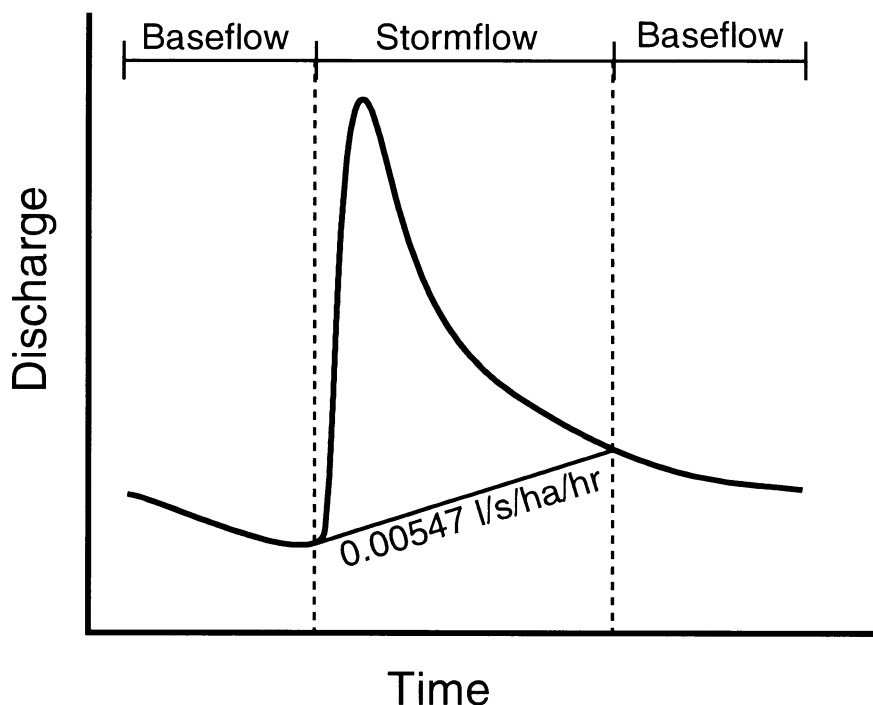 Baseflow
Stormflow
Baseflow
Discharge
0.00547 l/s/ha/hr
Time